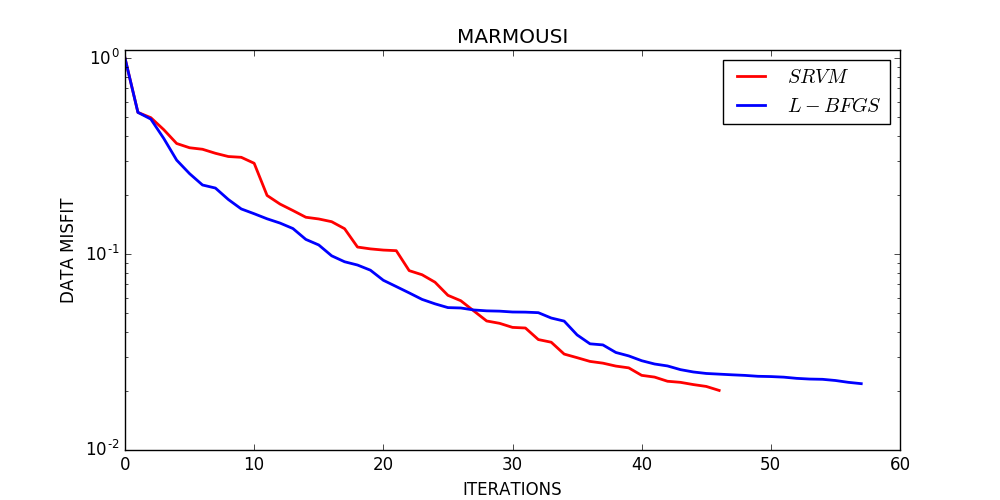 MARMOUSI
SRVM
L − BFGS
DATA MISFIT
10^0
10^-1
10^-2
0 10 20 30 40 50 60
ITERATIONS